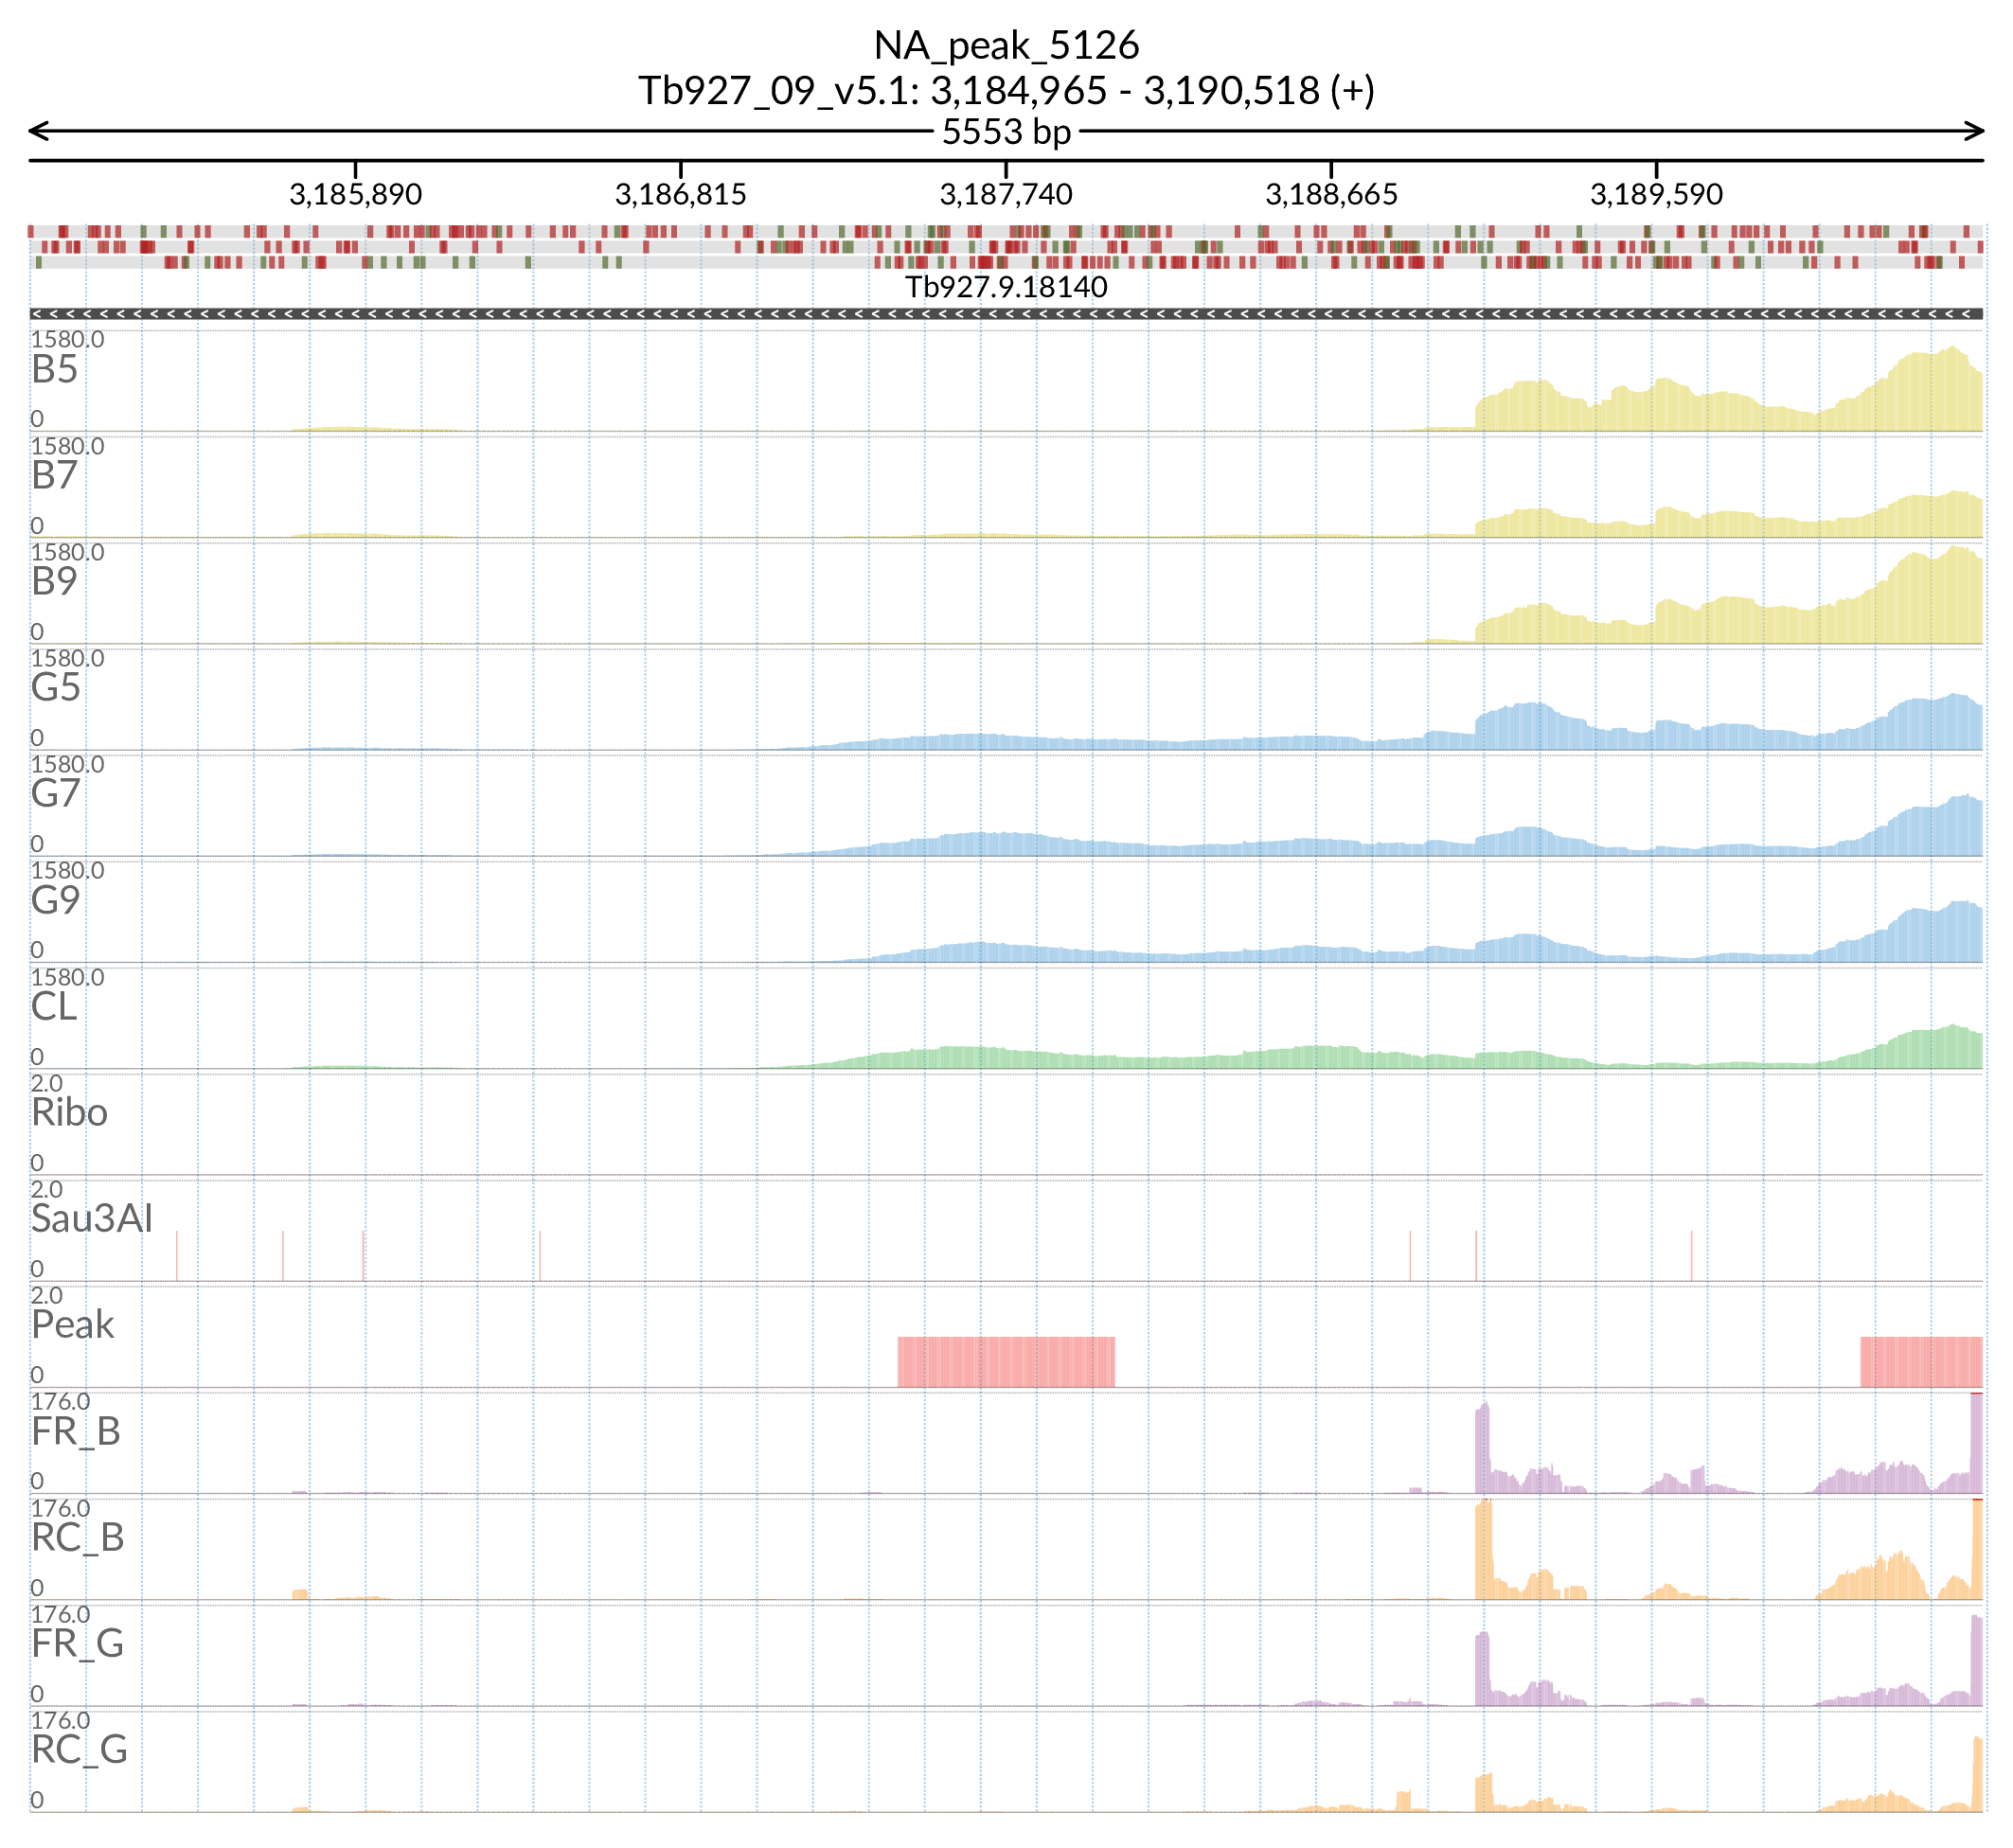 NA_peak_5126
Tb927_09_v5.1: 3,184,965 - 3,190,518 (+)
5553 bp
3,185,890 3,186,815 3,187,740 3,188,665 3,189,590
Tb927.9.18140
1580.0
B5
0
1580.0
B7
0
1580.0
B9
0
1580.0
G5
0
1580.0
G7
0
1580.0
G9
0
1580.0
CL
0
2.0
Ribo
0
2.0
Sau3AI
0
2.0
Peak
0
176.0
FR_B
0
176.0
RC_B
0
176.0
FR_G
0
176.0
RC_G
0